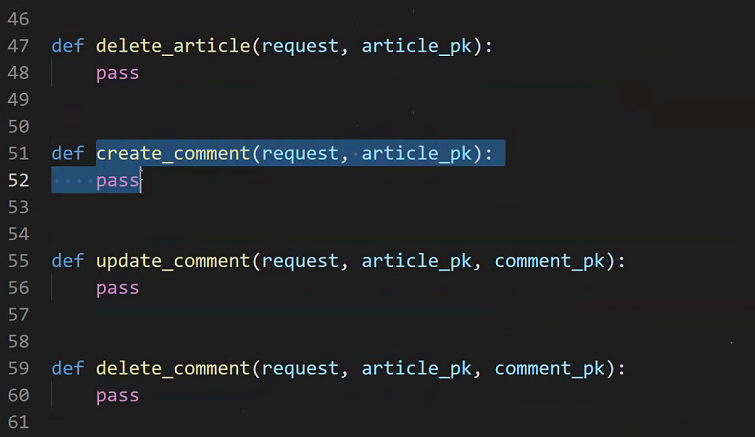 46
47 def delete_article(request, article_pk):
48     pass
49
50
51 def create_comment(request, article_pk):
52     pass
53
54
55 def update_comment(request, article_pk, comment_pk):
56     pass
57
58
59 def delete_comment(request, article_pk, comment_pk):
60     pass
61